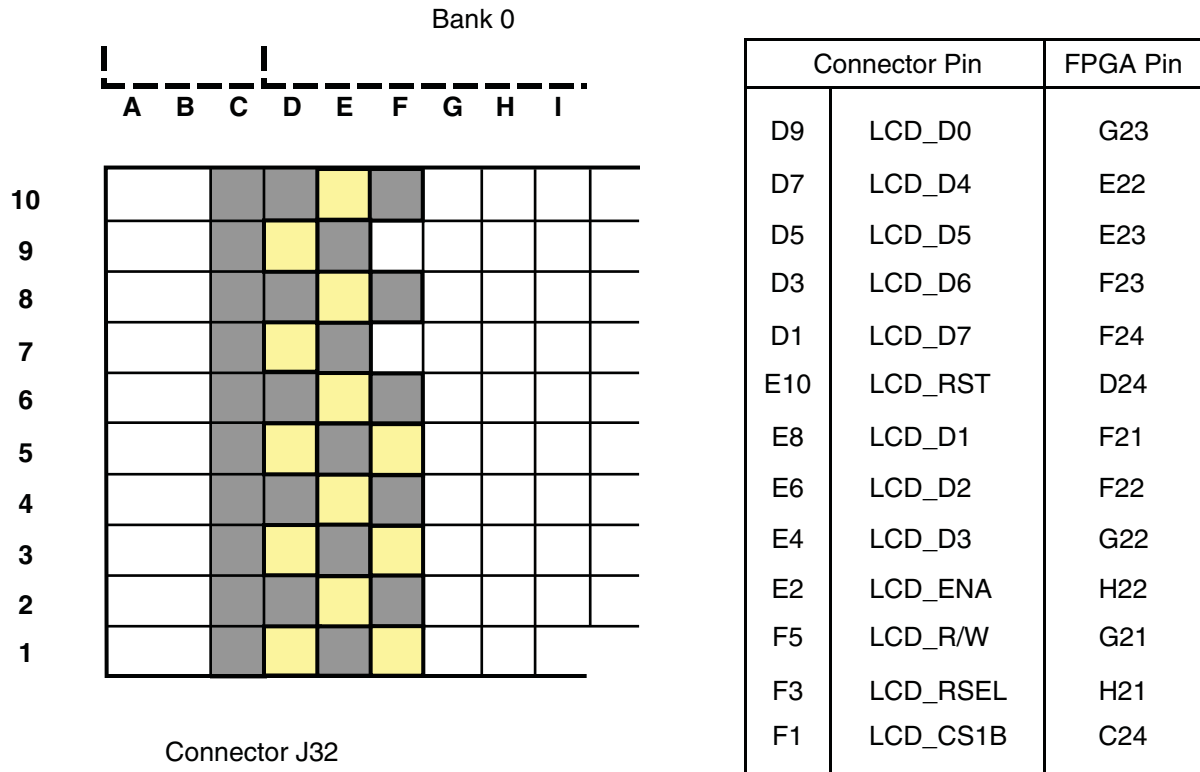 Bank 0
A B C D E F G H I
10
9
8
7
6
5
4
3
2
1
Connector J32
Connector Pin FPGA Pin
D9 LCD_D0 G23
D7 LCD_D4 E22
D5 LCD_D5 E23
D3 LCD_D6 F23
D1 LCD_D7 F24
E10 LCD_RST D24
E8 LCD_D1 F21
E6 LCD_D2 F22
E4 LCD_D3 G22
E2 LCD_ENA H22
F5 LCD_R/W G21
F3 LCD_RSEL H21
F1 LCD_CS1B C24